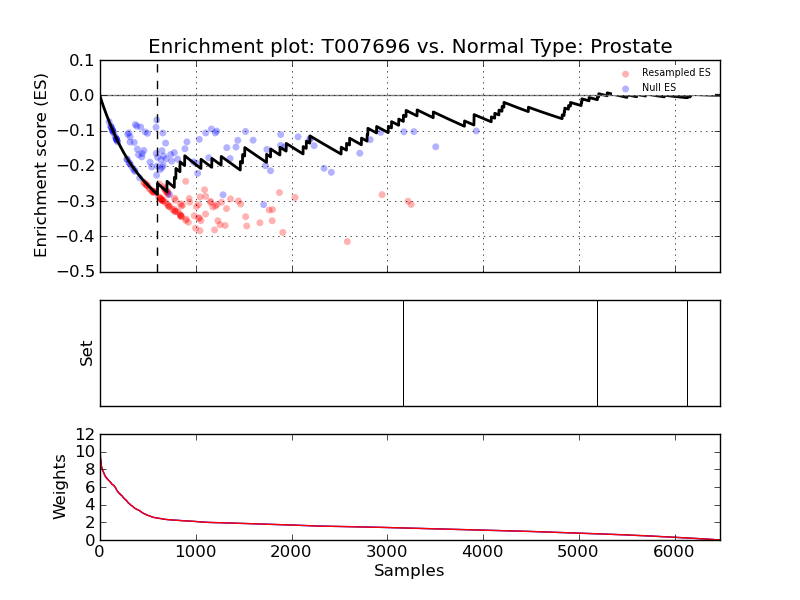 Enrichment plot: T007696 vs. Normal Type: Prostate
Enrichment score (ES)
0.1
0.0
−0.1
−0.2
−0.3
−0.4
−0.5
Resampled ES
Null ES
Set
Weights
12
10
8
6
4
2
0
0 1000 2000 3000 4000 5000 6000
Samples